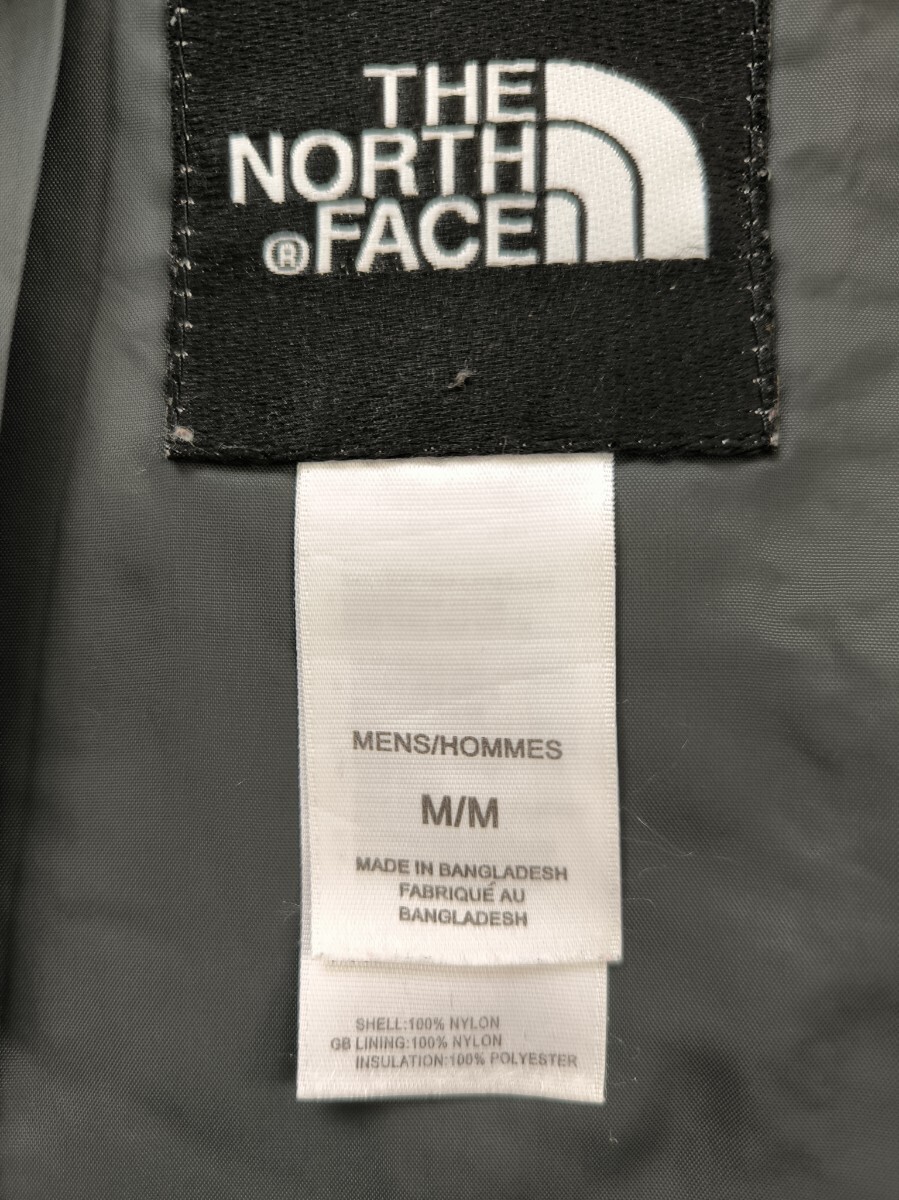 THE
NORTH
®FACE
MENS/HOMMES
M/M
MADE IN BANGLADESH
FABRIQUÉ AU
BANGLADESH
SHELL:100% NYLON
GB LINING:100% NYLON
INSULATION:100% POLYESTER